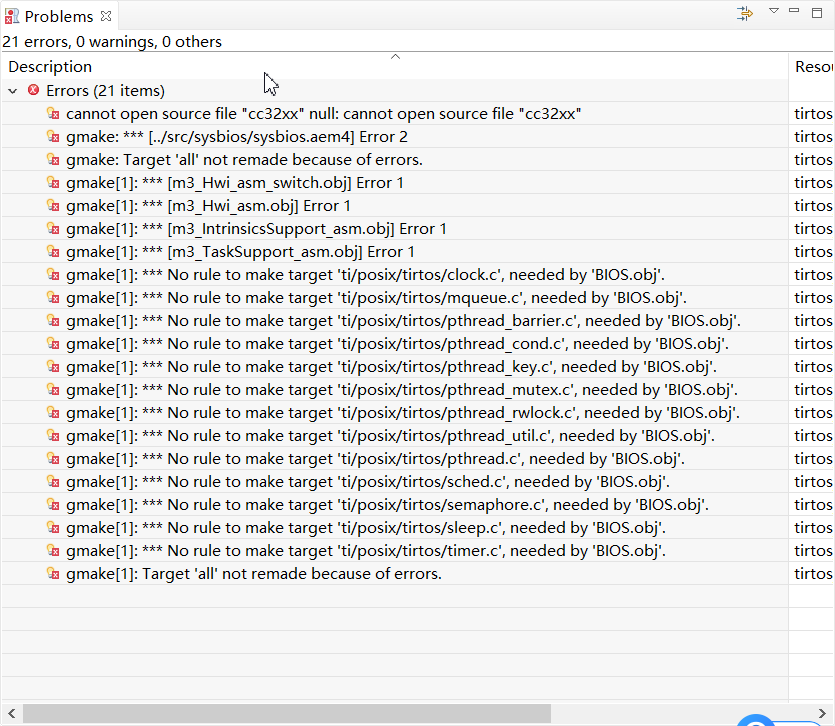 Problems
21 errors, 0 warnings, 0 others
Description Resou
Errors (21 items)
cannot open source file "cc32xx" null: cannot open source file "cc32xx" tirtos
gmake: *** [../src/sysbios/sysbios.aem4] Error 2 tirtos
gmake: Target 'all' not remade because of errors. tirtos
gmake[1]: *** [m3_Hwi_asm_switch.obj] Error 1 tirtos
gmake[1]: *** [m3_Hwi_asm.obj] Error 1 tirtos
gmake[1]: *** [m3_IntrinsicsSupport_asm.obj] Error 1 tirtos
gmake[1]: *** [m3_TaskSupport_asm.obj] Error 1 tirtos
gmake[1]: *** No rule to make target 'ti/posix/tirtos/clock.c', needed by 'BIOS.obj'. tirtos
gmake[1]: *** No rule to make target 'ti/posix/tirtos/mqueue.c', needed by 'BIOS.obj'. tirtos
gmake[1]: *** No rule to make target 'ti/posix/tirtos/pthread_barrier.c', needed by 'BIOS.obj'. tirtos
gmake[1]: *** No rule to make target 'ti/posix/tirtos/pthread_cond.c', needed by 'BIOS.obj'. tirtos
gmake[1]: *** No rule to make target 'ti/posix/tirtos/pthread_key.c', needed by 'BIOS.obj'. tirtos
gmake[1]: *** No rule to make target 'ti/posix/tirtos/pthread_mutex.c', needed by 'BIOS.obj'. tirtos
gmake[1]: *** No rule to make target 'ti/posix/tirtos/pthread_rwlock.c', needed by 'BIOS.obj'. tirtos
gmake[1]: *** No rule to make target 'ti/posix/tirtos/pthread_util.c', needed by 'BIOS.obj'. tirtos
gmake[1]: *** No rule to make target 'ti/posix/tirtos/pthread.c', needed by 'BIOS.obj'. tirtos
gmake[1]: *** No rule to make target 'ti/posix/tirtos/sched.c', needed by 'BIOS.obj'. tirtos
gmake[1]: *** No rule to make target 'ti/posix/tirtos/semaphore.c', needed by 'BIOS.obj'. tirtos
gmake[1]: *** No rule to make target 'ti/posix/tirtos/sleep.c', needed by 'BIOS.obj'. tirtos
gmake[1]: *** No rule to make target 'ti/posix/tirtos/timer.c', needed by 'BIOS.obj'. tirtos
gmake[1]: Target 'all' not remade because of errors. tirtos